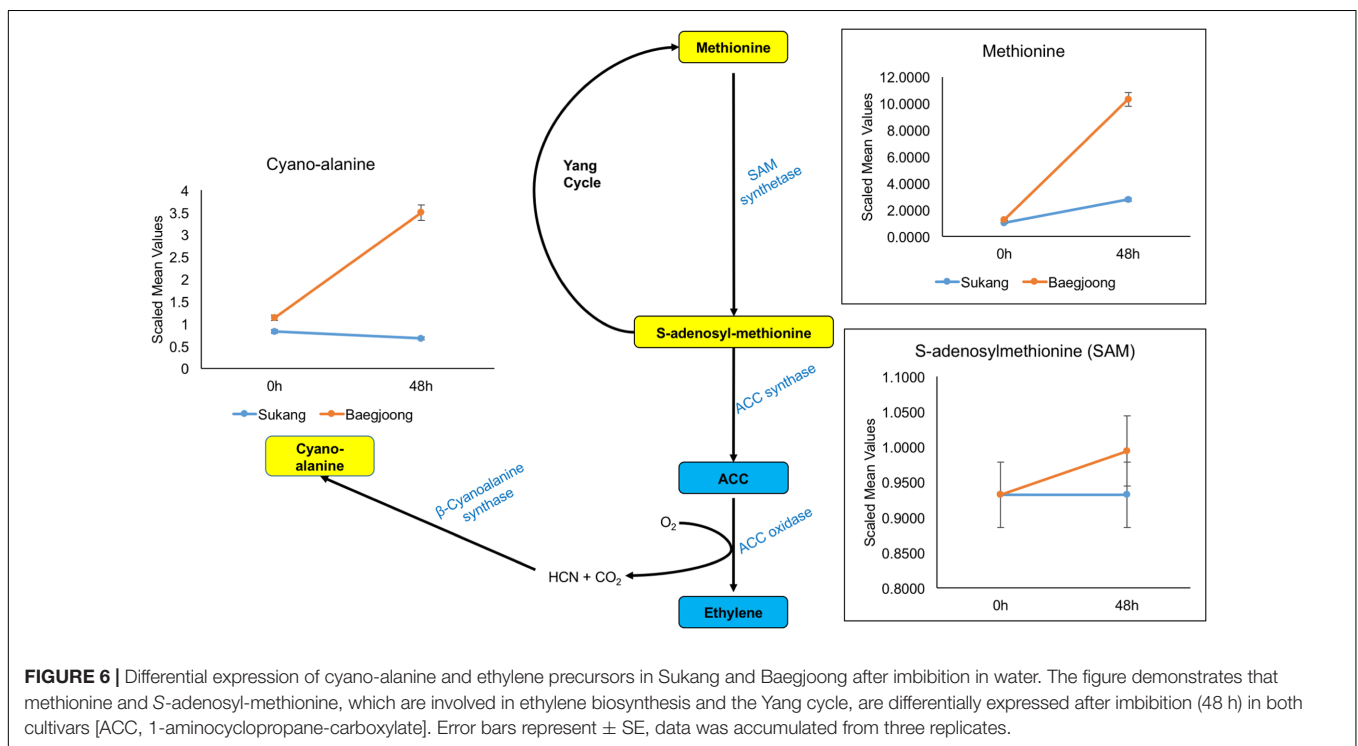 Methionine
Yang
Cycle
SAM
synthetase
S-adenosyl-methionine
ACC synthase
ACC
O2
ACC oxidase
HCN + CO2
Ethylene
β-Cyanoalanine
synthase
Cyano-
alanine
Cyano-alanine
Scaled Mean Values
4
3.5
3
2.5
2
1.5
1
0.5
0
0h 48h
Sukang Baegjoong
Methionine
Scaled Mean Values
12.0000
10.0000
8.0000
6.0000
4.0000
2.0000
0.0000
0h 48h
Sukang Baegjoong
S-adenosylmethionine (SAM)
Scaled Mean Values
1.1000
1.0500
1.0000
0.9500
0.9000
0.8500
0.8000
0h 48h
FIGURE 6 | Differential expression of cyano-alanine and ethylene precursors in Sukang and Baegjoong after imbibition in water. The figure demonstrates that
methionine and S-adenosyl-methionine, which are involved in ethylene biosynthesis and the Yang cycle, are differentially expressed after imbibition (48 h) in both
cultivars [ACC, 1-aminocyclopropane-carboxylate]. Error bars represent ± SE, data was accumulated from three replicates.